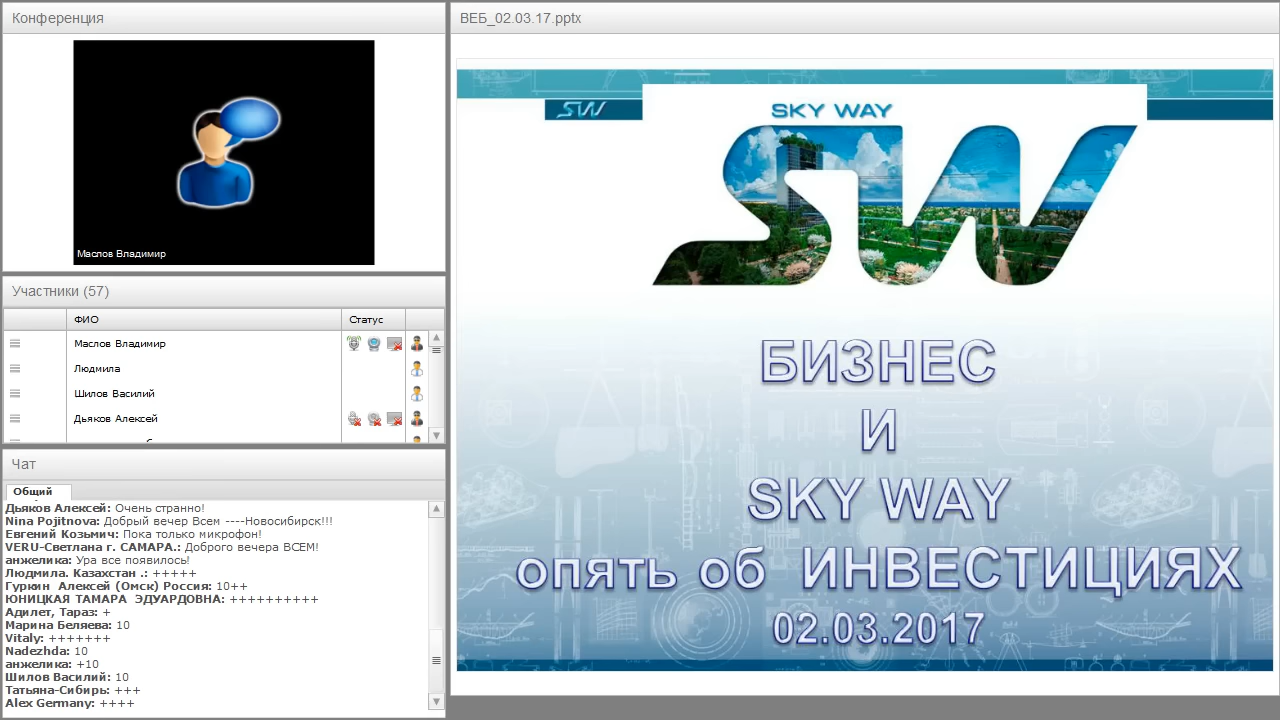 Конференция
Маслов Владимир
Участники (57)
ФИО Статус
Маслов Владимир
Людмила
Шилов Василий
Дьяков Алексей
Чат
Общий
Дьяков Алексей: Очень странно!
Nina Pojitnova: Добрый вечер Всем ----Новосибирск!!!
Евгений Козьмич: Пока только микрофон!
VERU-Светлана г. САМАРА.: Доброго вечера ВСЕМ!
анжелика: Ура все появилось!
Людмила. Казахстан .: +++++
Гуркин Алексей (Омск) Россия: 10++
ЮНИЦКАЯ ТАМАРА ЭДУАРДОВНА: ++++++++++
Адилет, Тараз: +
Марина Беляева: 10
Vitaly: +++++++
Nadezhda: 10
анжелика: +10
Шилов Василий: 10
Татьяна-Сибирь: +++
Alex Germany: ++++
ВЕБ_02.03.17.pptx
SW
SKY WAY
SW
БИЗНЕС
И
SKY WAY
опять об ИНВЕСТИЦИЯХ
02.03.2017